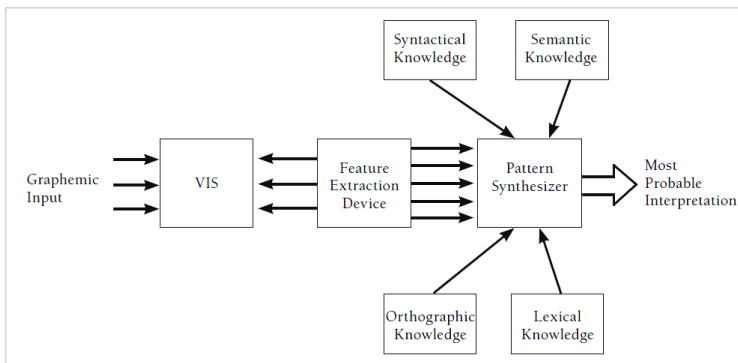 Syntactical
Knowledge
Semantic
Knowledge
Graphemic
Input
VIS
Feature
Extraction
Device
Pattern
Synthesizer
Most
Probable
Interpretation
Orthographic
Knowledge
Lexical
Knowledge